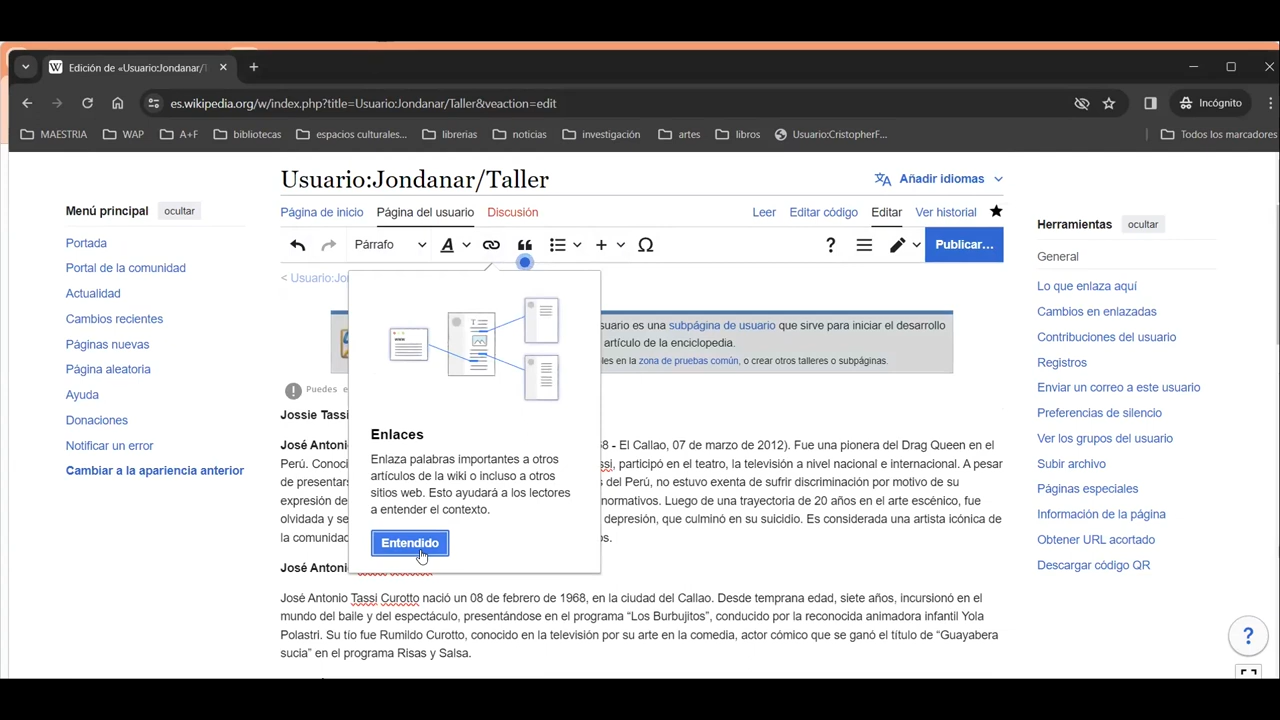 Edición de «Usuario:Jondanar/T
es.wikipedia.org/w/index.php?title=Usuario:Jondanar/Taller&veaction=edit
Incógnito
MAESTRIA
WAP
A+F
bibliotecas
espacios culturales...
librerias
noticias
investigación
artes
libros
Usuario:CristopherF...
Todos los marcadores
Usuario:Jondanar/Taller
Añadir idiomas
Menú principal
ocultar
Página de inicio
Página del usuario
Discusión
Leer
Editar código
Editar
Ver historial
Herramientas
ocultar
Portada
Portal de la comunidad
Actualidad
Cambios recientes
Páginas nuevas
Página aleatoria
Ayuda
Donaciones
Notificar un error
Cambiar a la apariencia anterior
Párrafo
A
Ω
?
Publicar...
General
Lo que enlaza aquí
Cambios en enlazadas
Contribuciones del usuario
Registros
Enviar un correo a este usuario
Preferencias de silencio
Ver los grupos del usuario
Subir archivo
Páginas especiales
Información de la página
Obtener URL acortado
Descargar código QR
< Usuario:Jo
suario es una subpágina de usuario que sirve para iniciar el desarrollo
artículo de la enciclopedia.
les en la zona de pruebas común, o crear otros talleres o subpáginas.
Puedes e
Enlaces
Enlaza palabras importantes a otros
artículos de la wiki o incluso a otros
sitios web. Esto ayudará a los lectores
a entender el contexto.
Entendido
Jossie Tassi
José Antoni 8 - El Callao, 07 de marzo de 2012). Fue una pionera del Drag Queen en el
Perú. Conoci ssi, participó en el teatro, la televisión a nivel nacional e internacional. A pesar
de presentars s del Perú, no estuvo exenta de sufrir discriminación por motivo de su
expresión de normativos. Luego de una trayectoria de 20 años en el arte escénico, fue
olvidada y se depresión, que culminó en su suicidio. Es considerada una artista icónica de
la comunidad os.
José Antoni
José Antonio Tassi Curotto nació un 08 de febrero de 1968, en la ciudad del Callao. Desde temprana edad, siete años, incursionó en el
mundo del baile y del espectáculo, presentándose en el programa “Los Burbujitos”, conducido por la reconocida animadora infantil Yola
Polastri. Su tío fue Rumildo Curotto, conocido en la televisión por su arte en la comedia, actor cómico que se ganó el título de “Guayabera
sucia” en el programa Risas y Salsa.
?